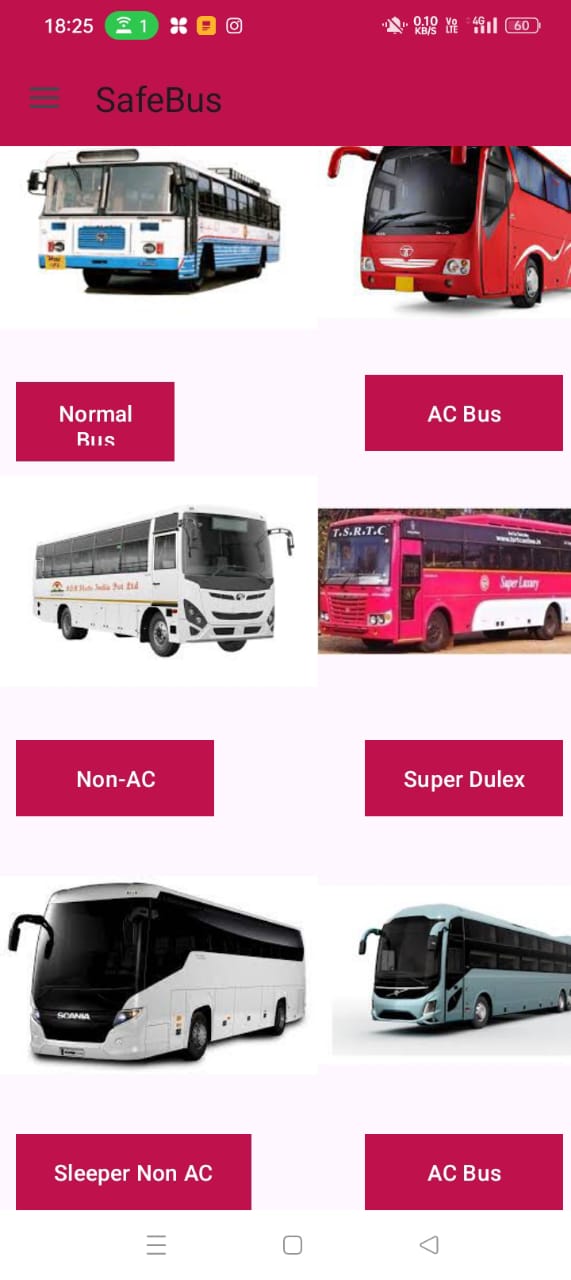 18:25 1 0.10 KB/S Vo LTE 4G 60
SafeBus
Normal
Bus
AC Bus
T.S.R.T.C
Super Luxury
Non-AC
Super Dulex
SCANIA
Sleeper Non AC
AC Bus